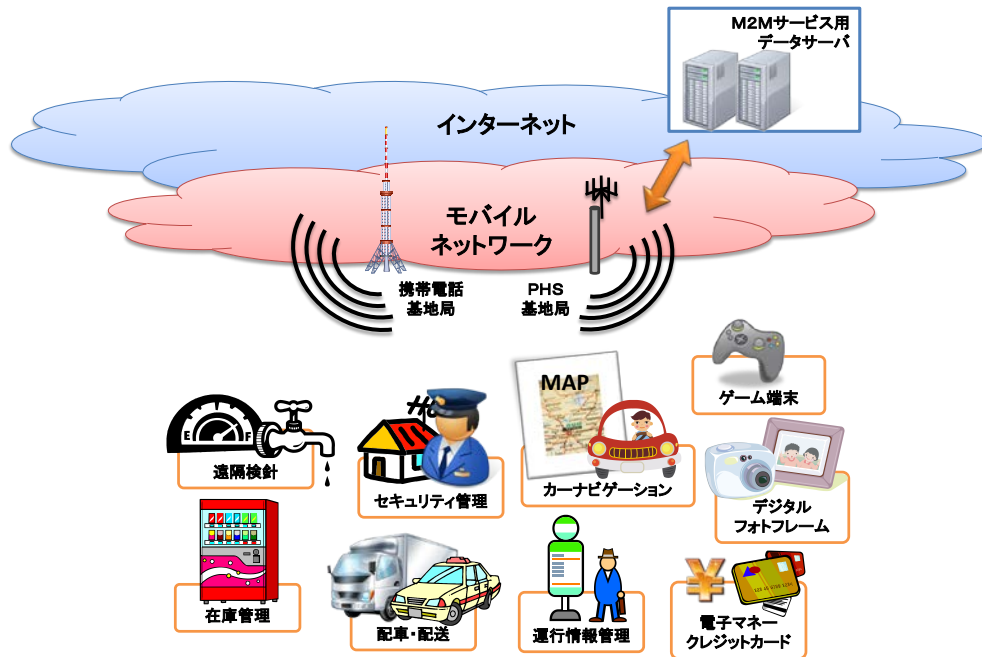 M2Mサービス用
データサーバ
インターネット
モバイル
ネットワーク
携帯電話
基地局
PHS
基地局
MAP
ゲーム端末
E F
遠隔検針
セキュリティ管理
カーナビゲーション
デジタル
フォトフレーム
在庫管理
配車・配送
運行情報管理
¥
電子マネー
クレジットカード